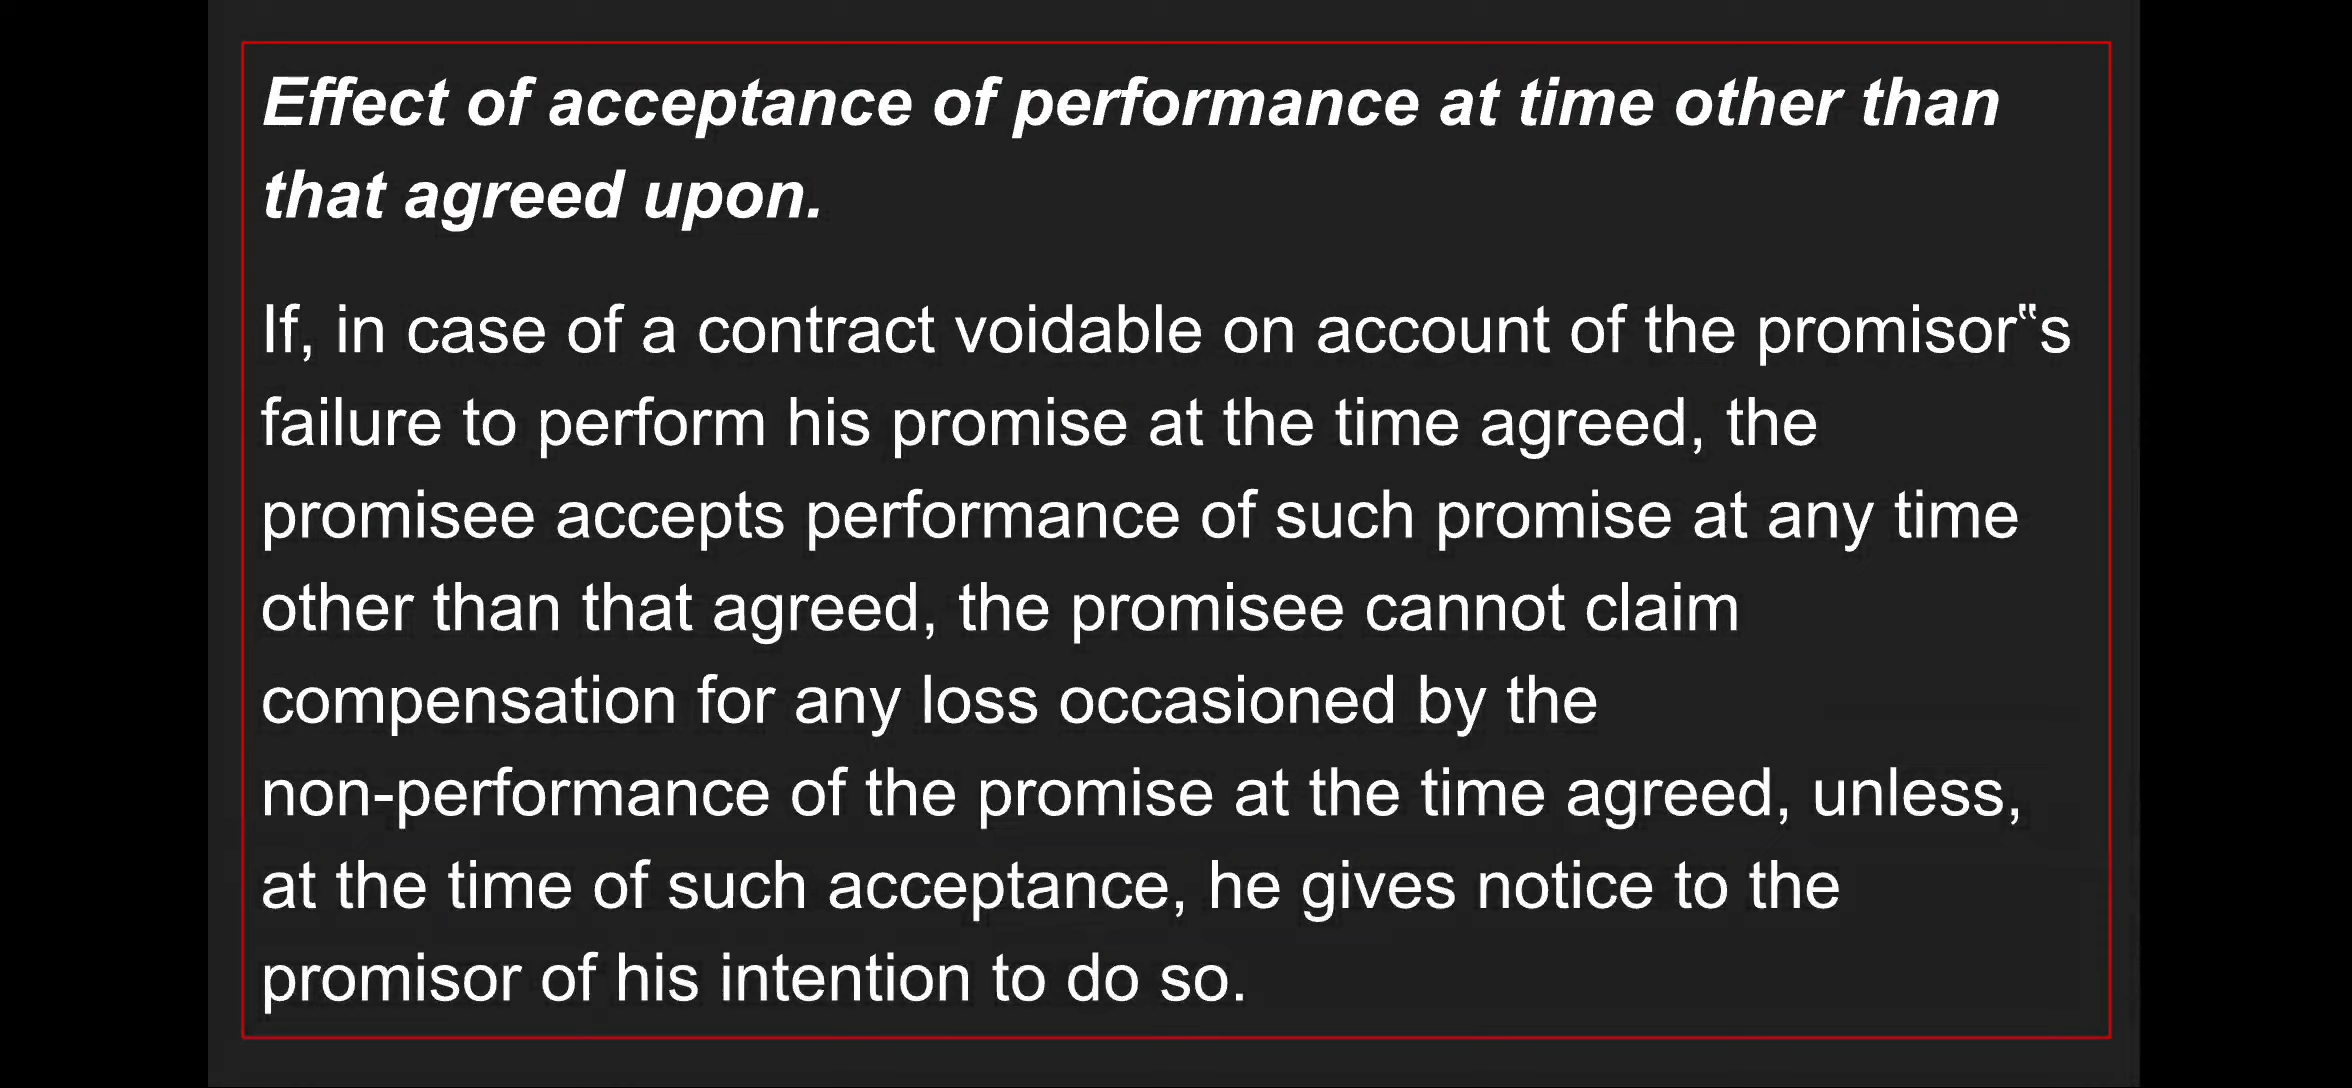 Effect of acceptance of performance at time other than
that agreed upon.
If, in case of a contract voidable on account of the promisor‟s
failure to perform his promise at the time agreed, the
promisee accepts performance of such promise at any time
other than that agreed, the promisee cannot claim
compensation for any loss occasioned by the
non-performance of the promise at the time agreed, unless,
at the time of such acceptance, he gives notice to the
promisor of his intention to do so.